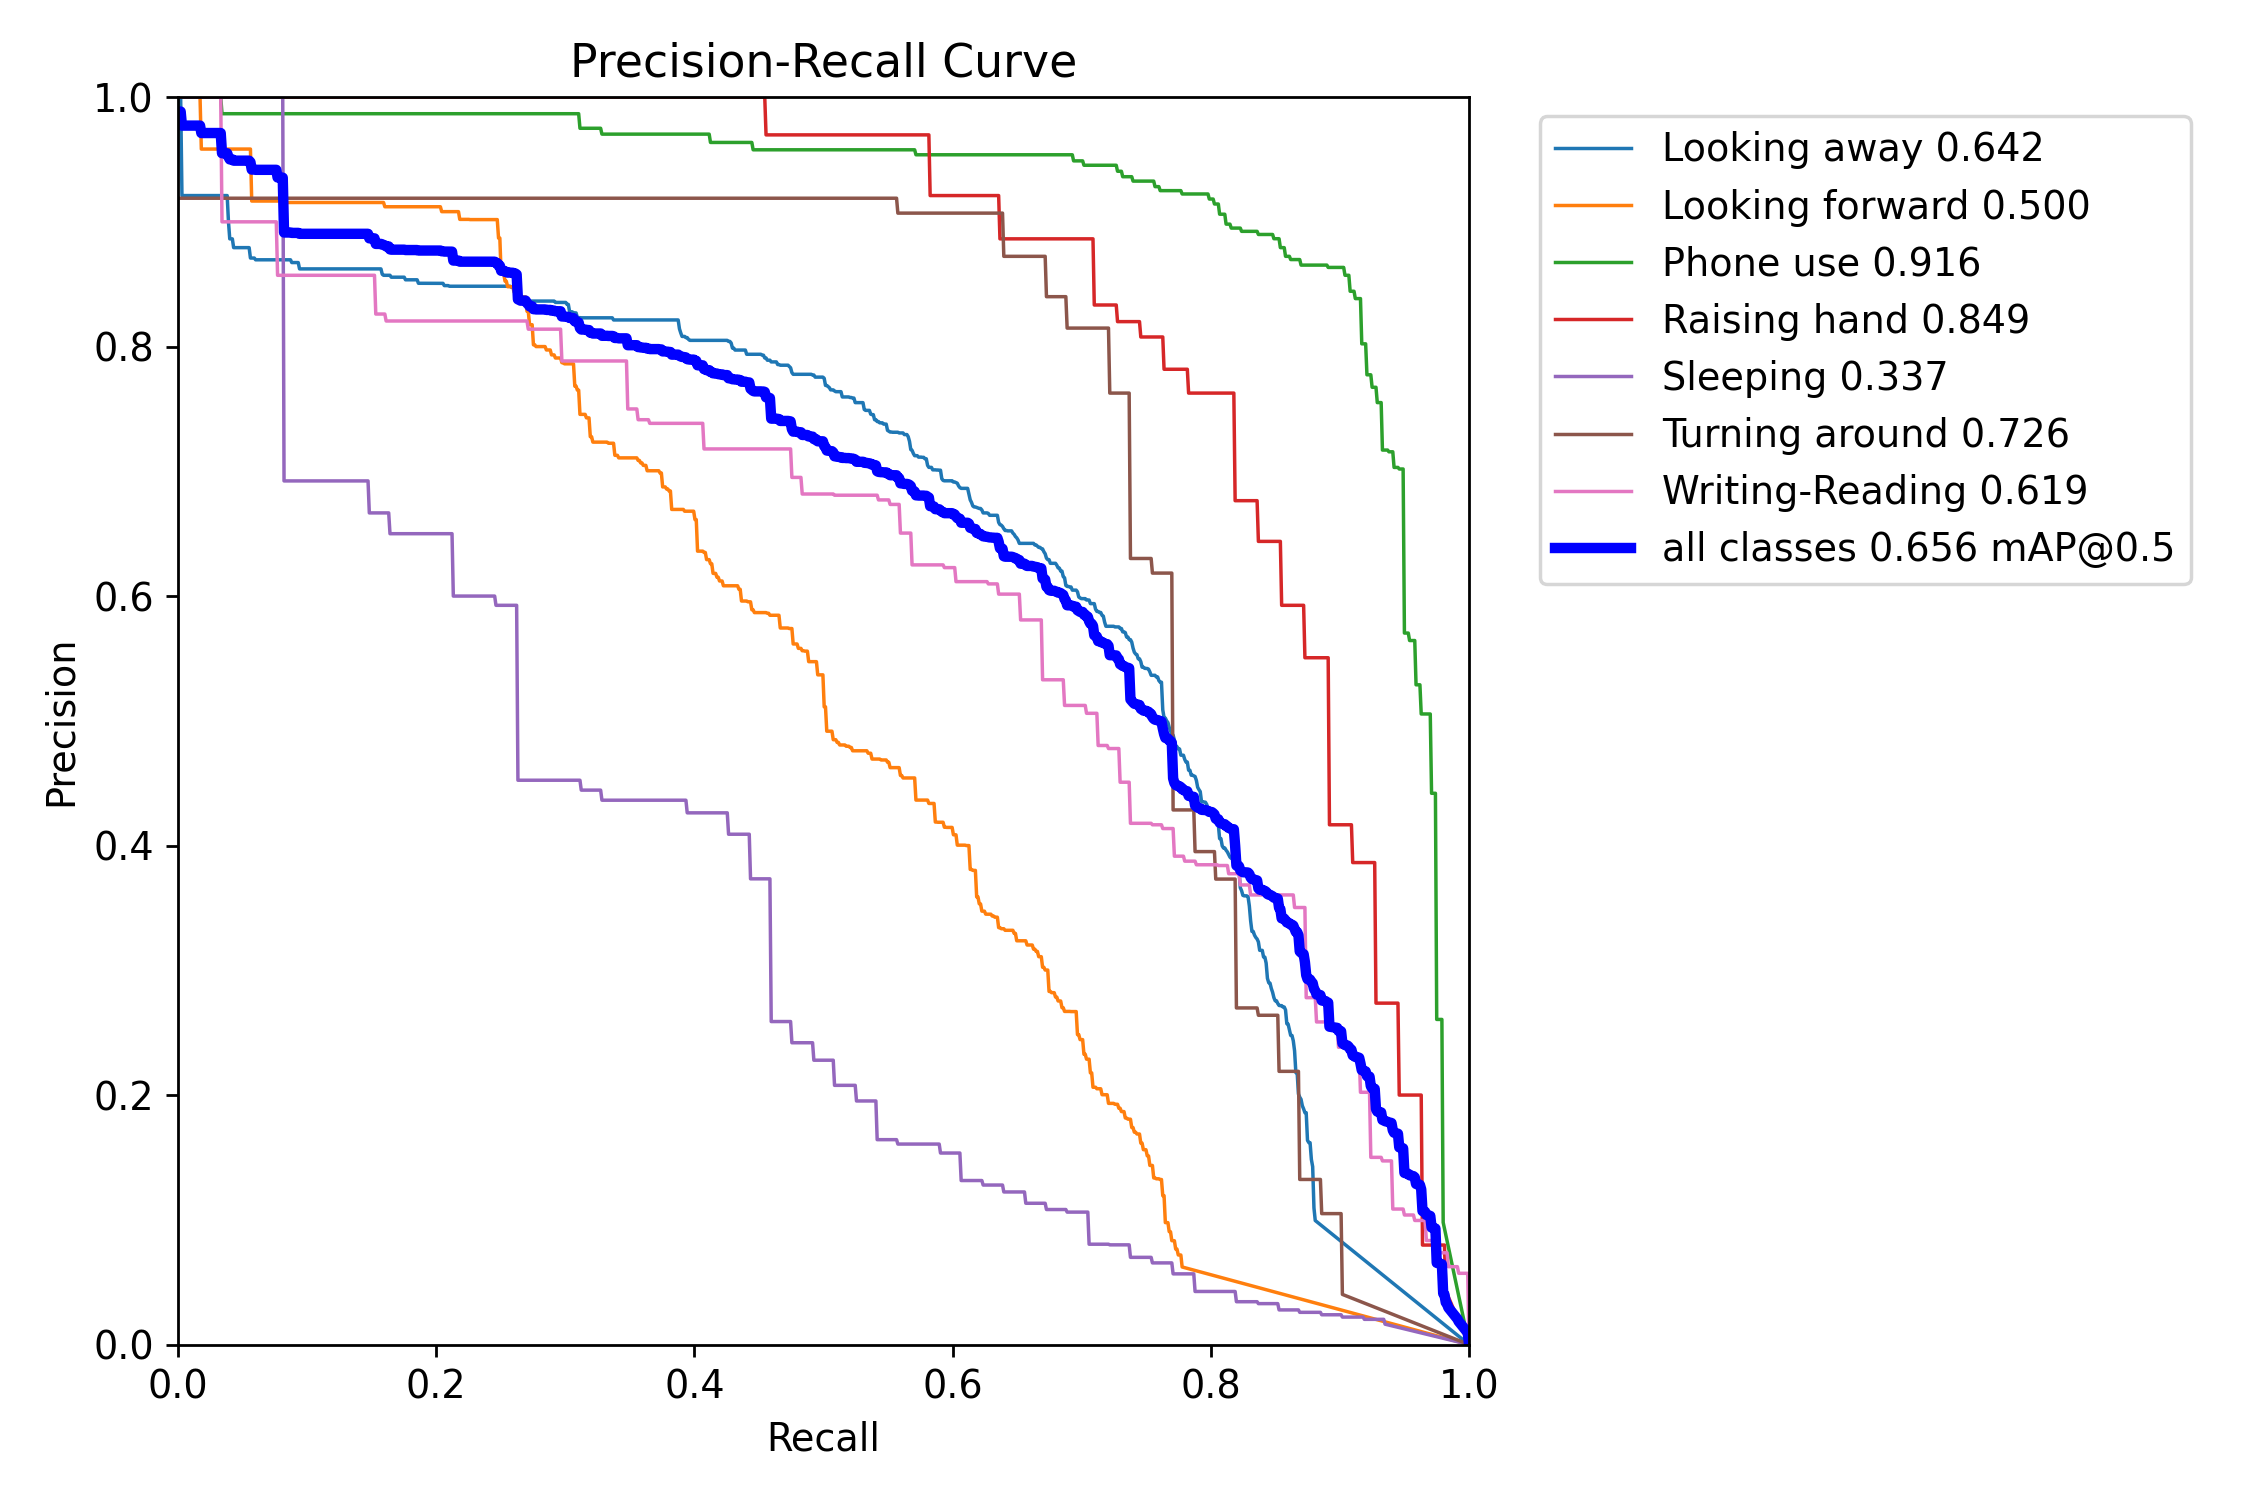 Precision-Recall Curve
1.0
0.8
0.6
0.4
0.2
0.0
Precision
0.0 0.2 0.4 0.6 0.8 1.0
Recall
Looking away 0.642
Looking forward 0.500
Phone use 0.916
Raising hand 0.849
Sleeping 0.337
Turning around 0.726
Writing-Reading 0.619
all classes 0.656 mAP@0.5